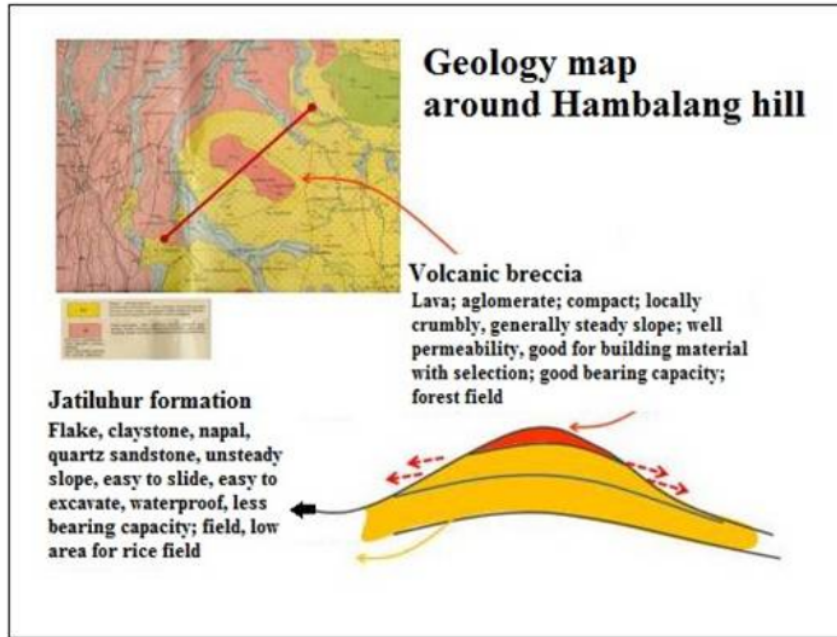 Geology map
around Hambalang hill
Volcanic breccia
Lava; aglomerate; compact; locally
crumbly, generally steady slope; well
permeability, good for building material
with selection; good bearing capacity;
forest field
Jatiluhur formation
Flake, claystone, napal,
quartz sandstone, unsteady
slope, easy to slide, easy to
excavate, waterproof, less
bearing capacity; field, low
area for rice field